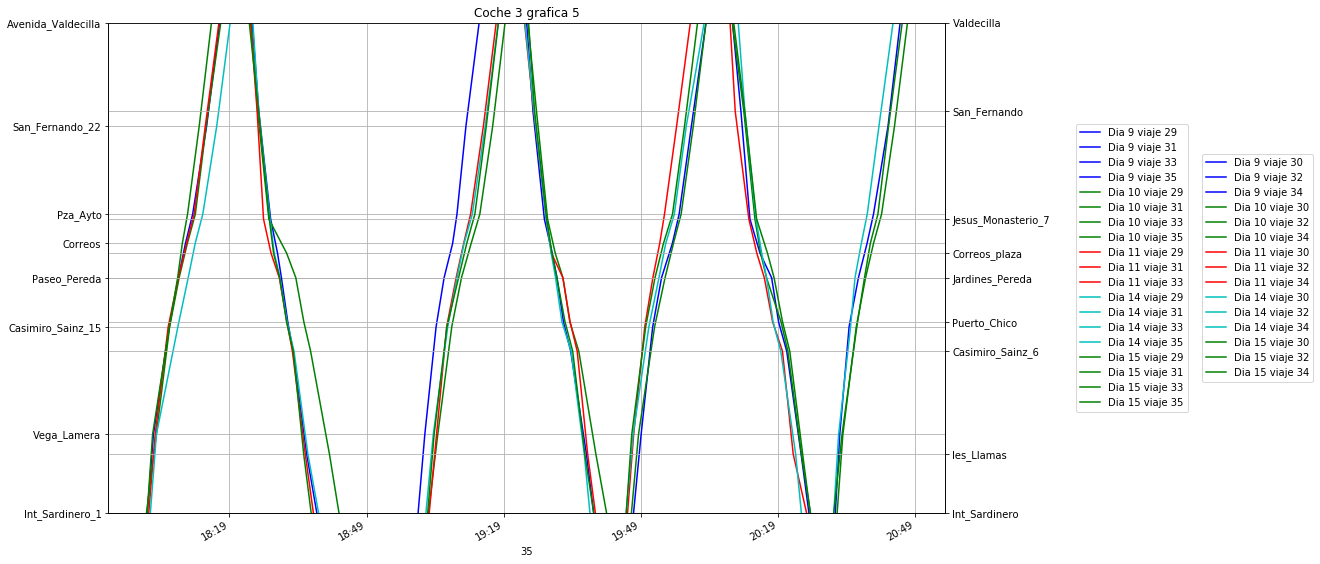 Coche 3 grafica 5
Avenida_Valdecilla
San_Fernando_22
Pza_Ayto
Correos
Paseo_Pereda
Casimiro_Sainz_15
Vega_Lamera
Int_Sardinero_1
Valdecilla
San_Fernando
Jesus_Monasterio_7
Correos_plaza
Jardines_Pereda
Puerto_Chico
Casimiro_Sainz_6
Ies_Llamas
Int_Sardinero
18:19
18:49
19:19
19:49
20:19
20:49
35
Dia 9 viaje 29
Dia 9 viaje 31
Dia 9 viaje 33
Dia 9 viaje 35
Dia 10 viaje 29
Dia 10 viaje 31
Dia 10 viaje 33
Dia 10 viaje 35
Dia 11 viaje 29
Dia 11 viaje 31
Dia 11 viaje 33
Dia 14 viaje 29
Dia 14 viaje 31
Dia 14 viaje 33
Dia 14 viaje 35
Dia 15 viaje 29
Dia 15 viaje 31
Dia 15 viaje 33
Dia 15 viaje 35
Dia 9 viaje 30
Dia 9 viaje 32
Dia 9 viaje 34
Dia 10 viaje 30
Dia 10 viaje 32
Dia 10 viaje 34
Dia 11 viaje 30
Dia 11 viaje 32
Dia 11 viaje 34
Dia 14 viaje 30
Dia 14 viaje 32
Dia 14 viaje 34
Dia 15 viaje 30
Dia 15 viaje 32
Dia 15 viaje 34